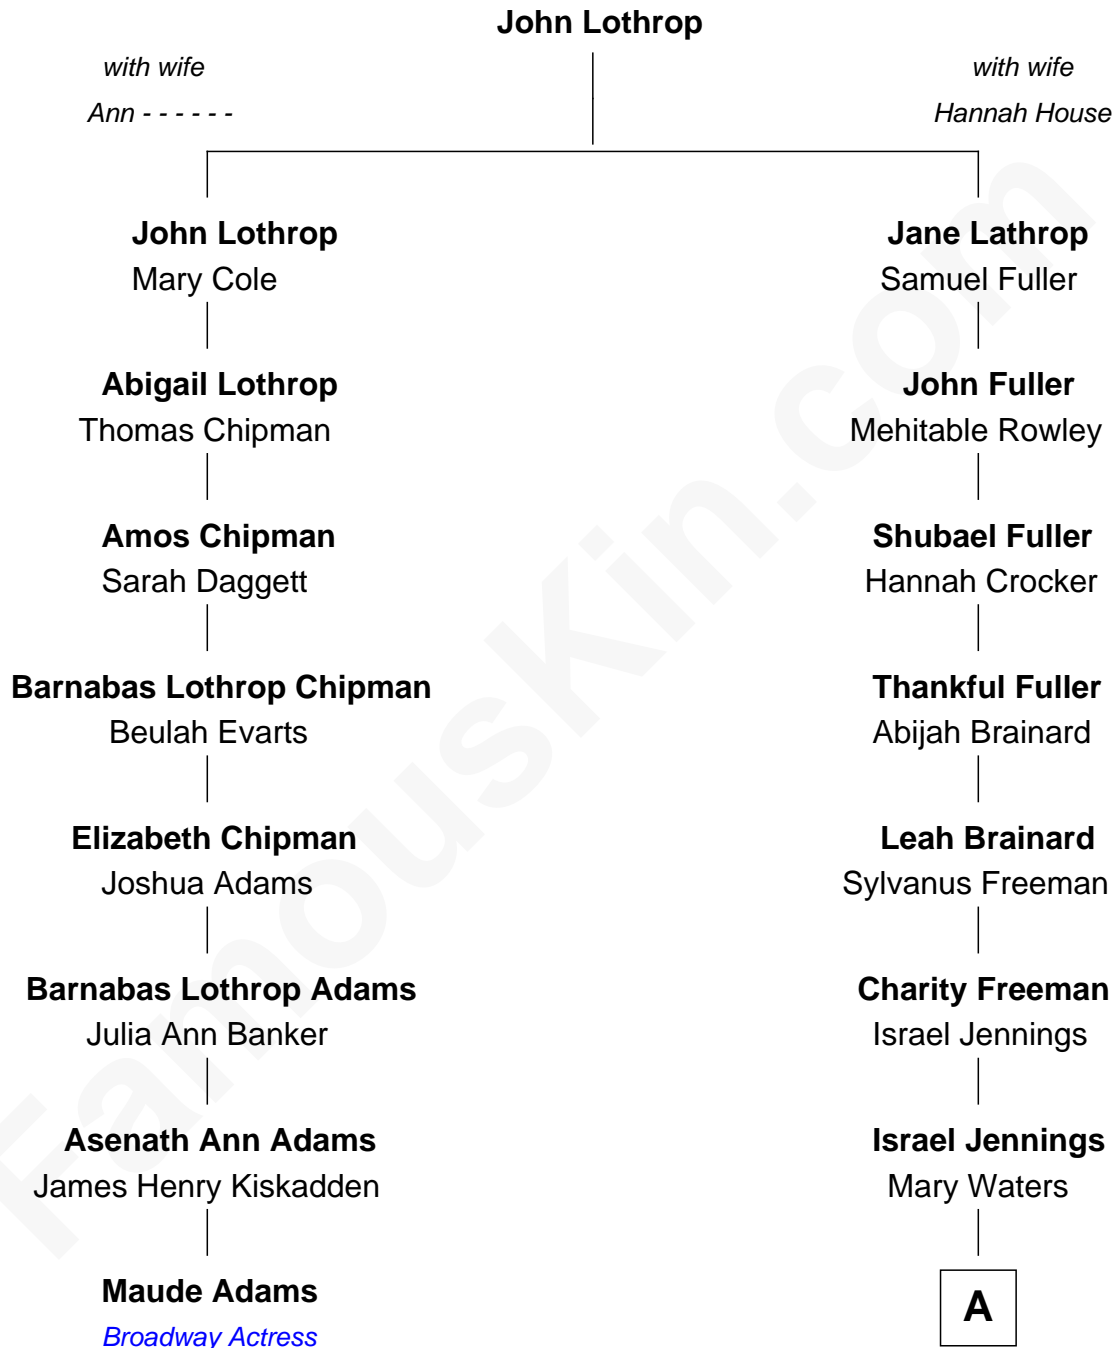 John Lothrop
with wife
Ann - - - - - -
with wife
Hannah House
John Lothrop
Mary Cole
Abigail Lothrop
Thomas Chipman
Amos Chipman
Sarah Daggett
Barnabas Lothrop Chipman
Beulah Evarts
Elizabeth Chipman
Joshua Adams
Barnabas Lothrop Adams
Julia Ann Banker
Asenath Ann Adams
James Henry Kiskadden
Maude Adams
Broadway Actress
Jane Lathrop
Samuel Fuller
John Fuller
Mehitable Rowley
Shubael Fuller
Hannah Crocker
Thankful Fuller
Abijah Brainard
Leah Brainard
Sylvanus Freeman
Charity Freeman
Israel Jennings
Israel Jennings
Mary Waters
A
FamousKin.com